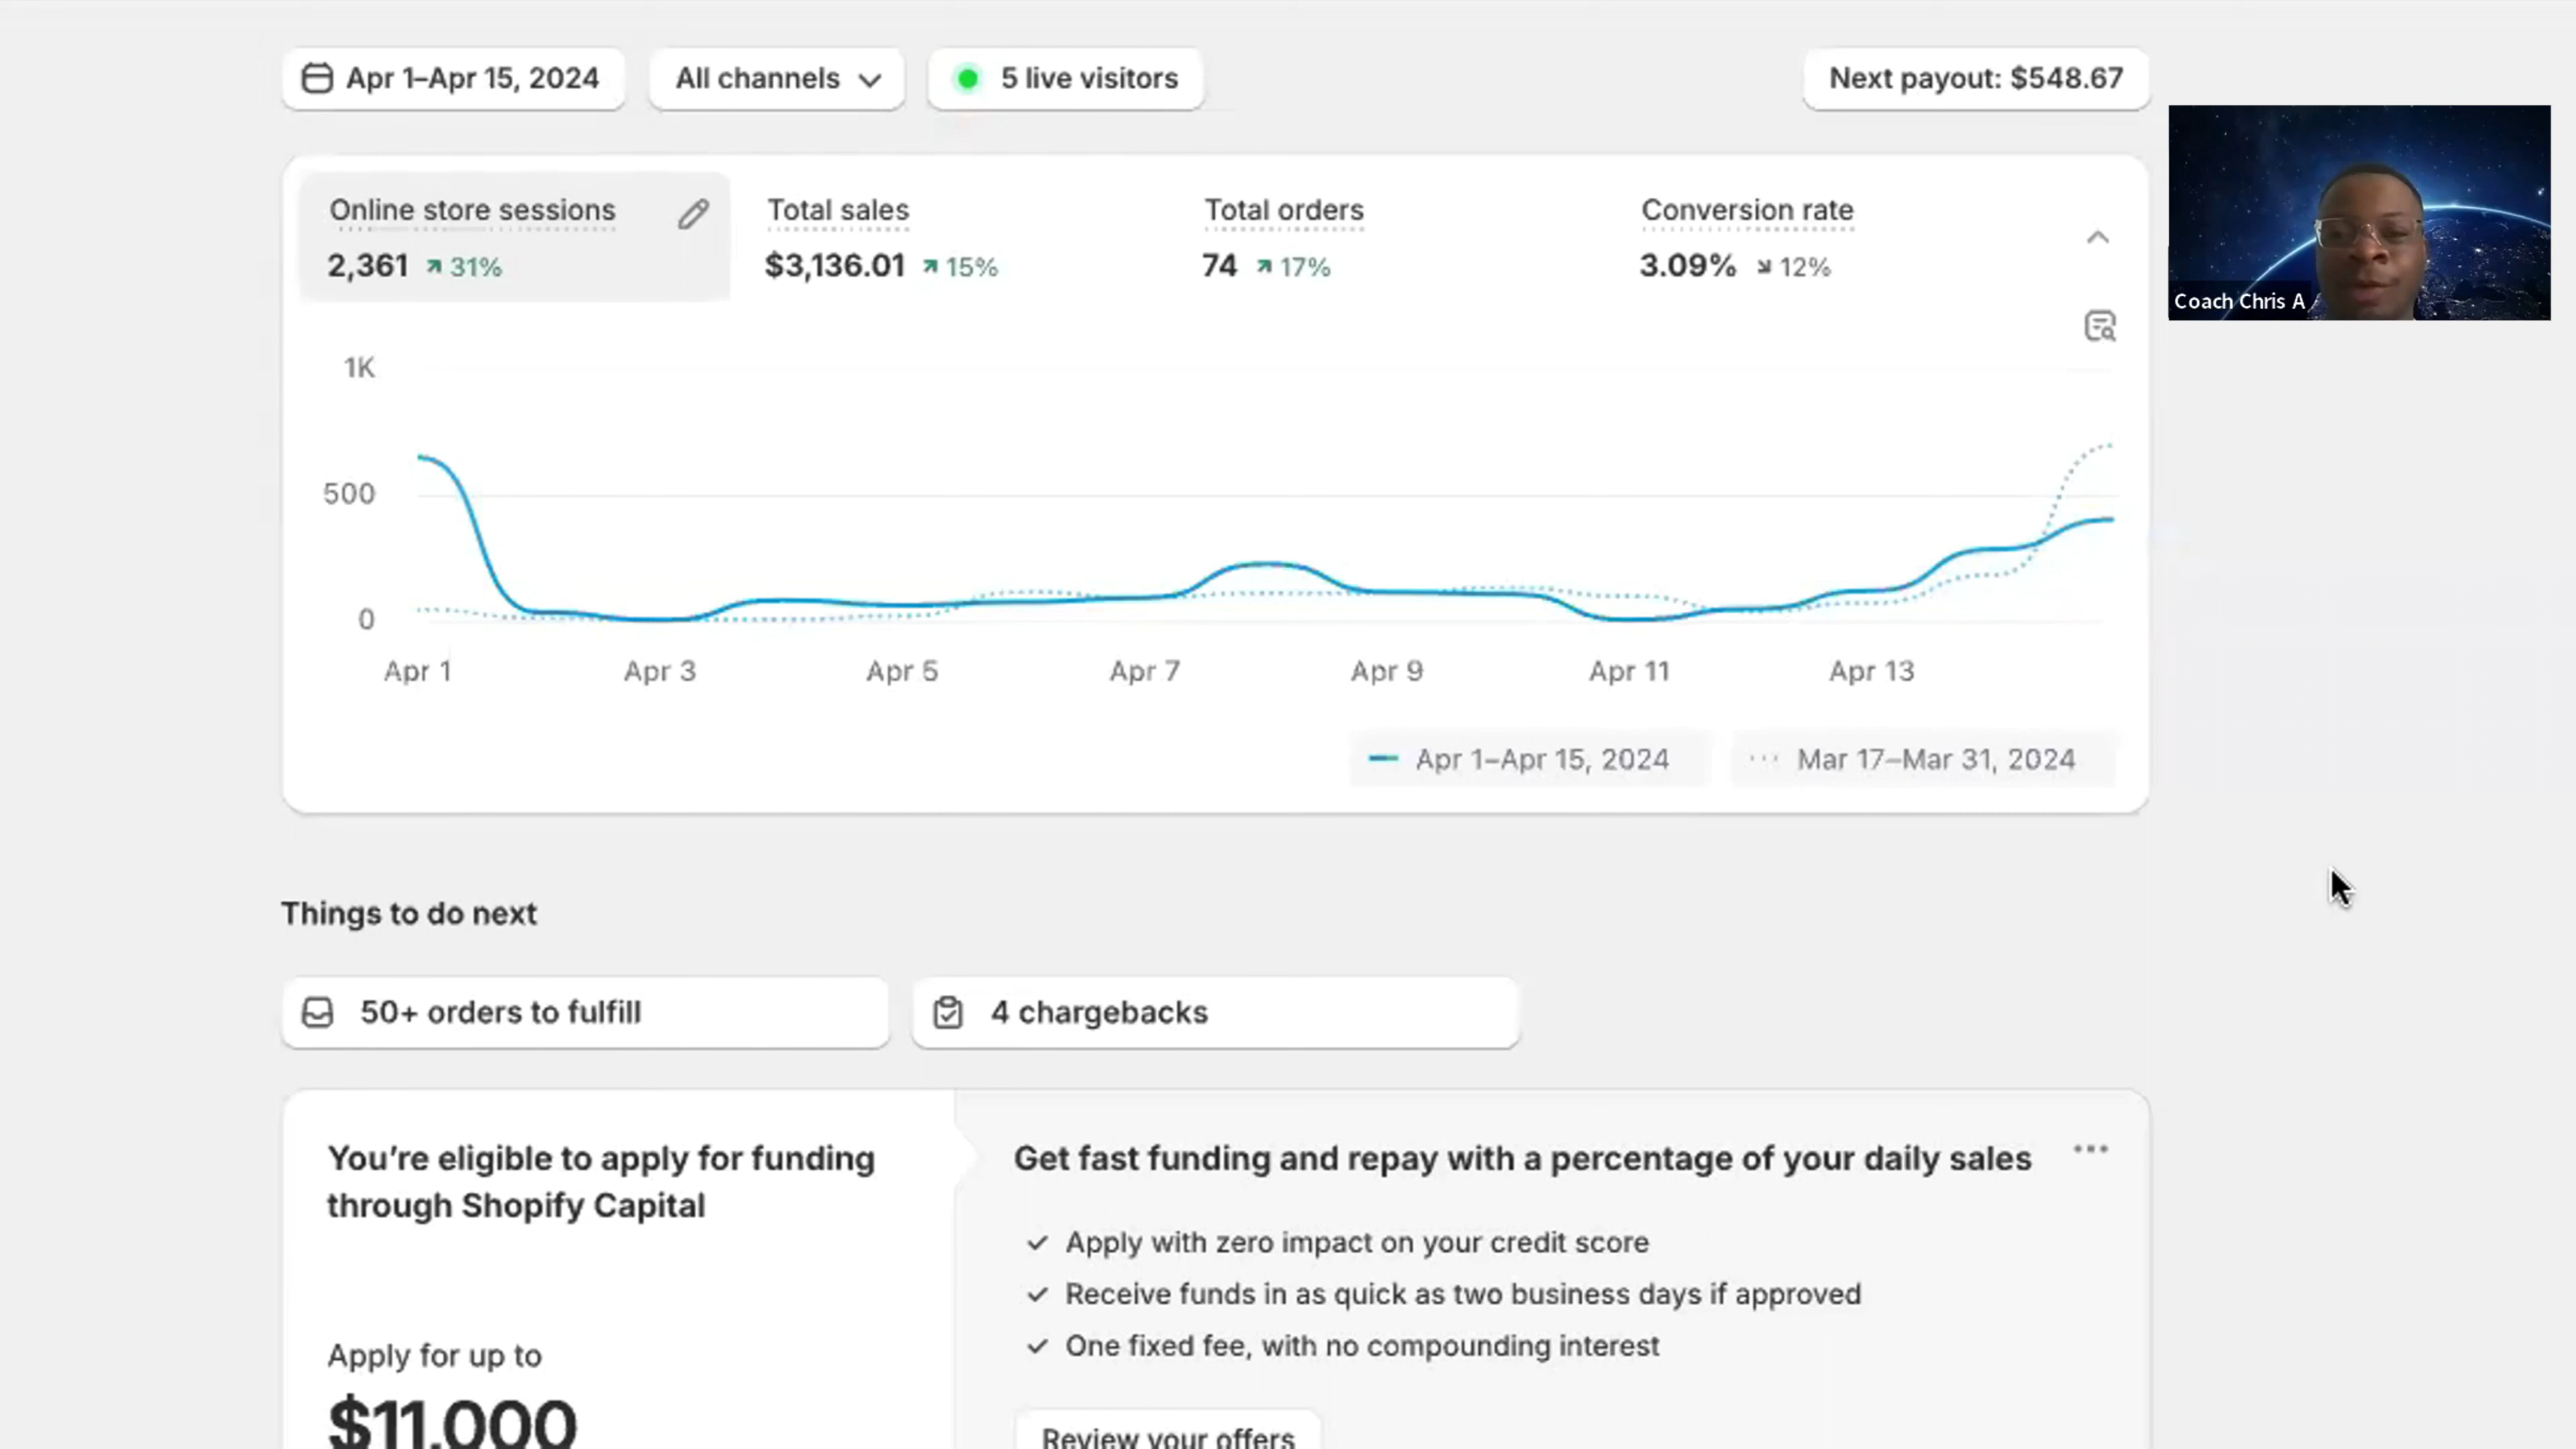 Apr 1–Apr 15, 2024
All channels
5 live visitors
Next payout: $548.67
Online store sessions
2,361 31%
Total sales
$3,136.01 15%
Total orders
74 17%
Conversion rate
3.09% 12%
Coach Chris A
1K
500
0
Apr 1 Apr 3 Apr 5 Apr 7 Apr 9 Apr 11 Apr 13
Apr 1–Apr 15, 2024
Mar 17–Mar 31, 2024
Things to do next
50+ orders to fulfill
4 chargebacks
You're eligible to apply for funding
through Shopify Capital
Apply for up to
$11,000
Get fast funding and repay with a percentage of your daily sales
Apply with zero impact on your credit score
Receive funds in as quick as two business days if approved
One fixed fee, with no compounding interest
Review your offers